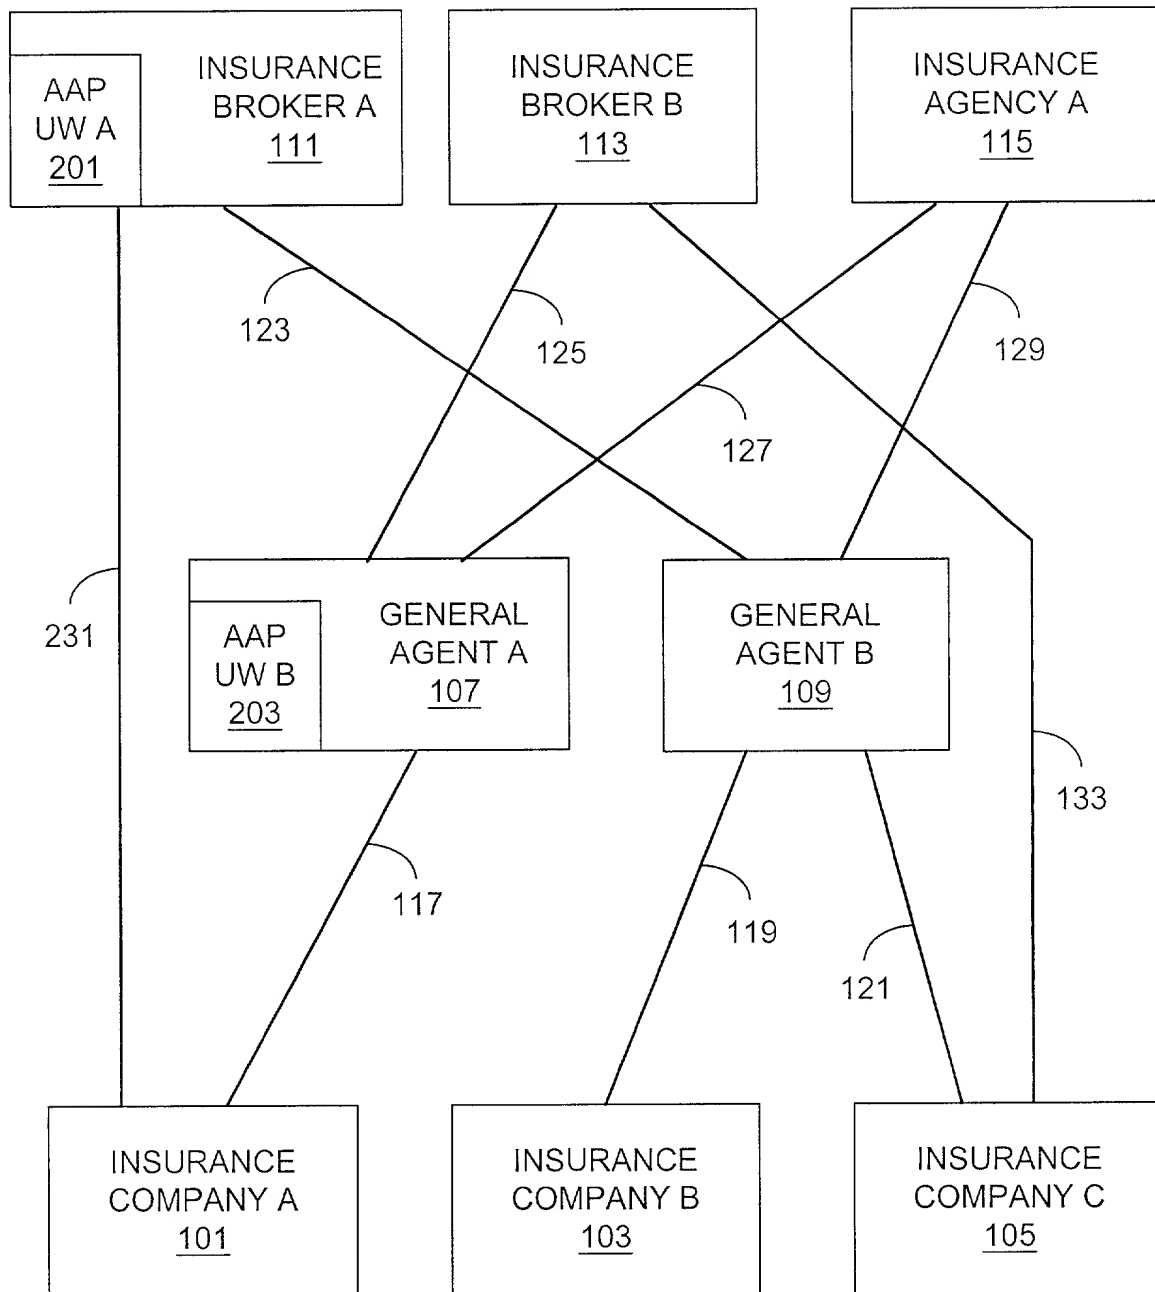 AAP
UW A
201
INSURANCE
BROKER A
111
INSURANCE
BROKER B
113
INSURANCE
AGENCY A
115
123
125
127
129
231
AAP
UW B
203
GENERAL
AGENT A
107
GENERAL
AGENT B
109
133
117
119
121
INSURANCE
COMPANY A
101
INSURANCE
COMPANY B
103
INSURANCE
COMPANY C
105